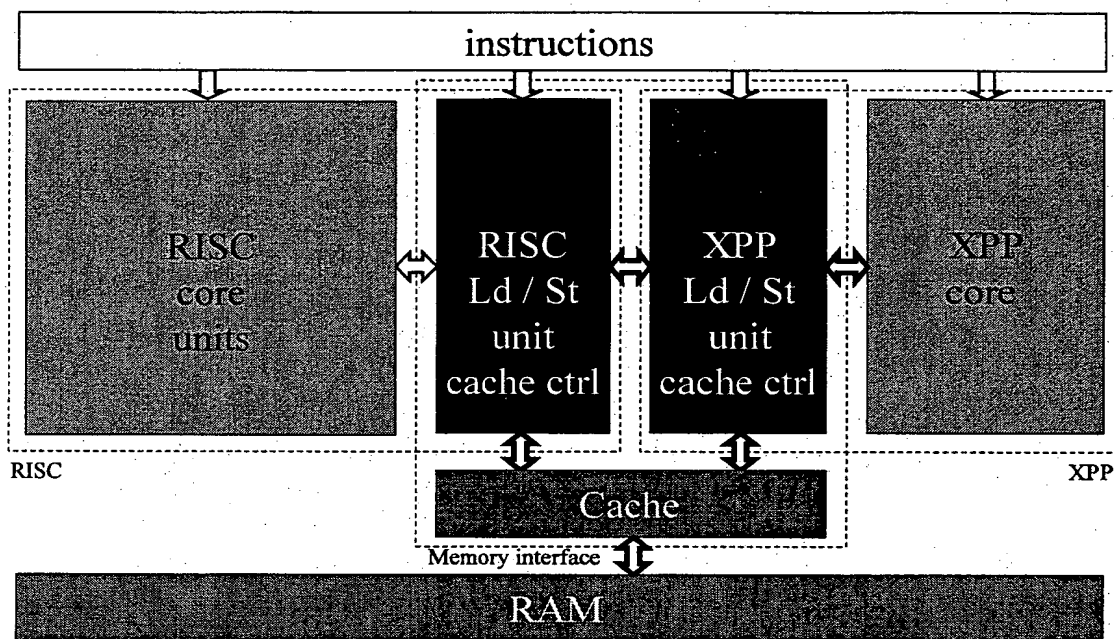 instructions
RISC
core
units
RISC
Ld / St
unit
cache ctrl
XPP
Ld / St
unit
cache ctrl
XPP
core
RISC
XPP
Cache
Memory interface
RAM